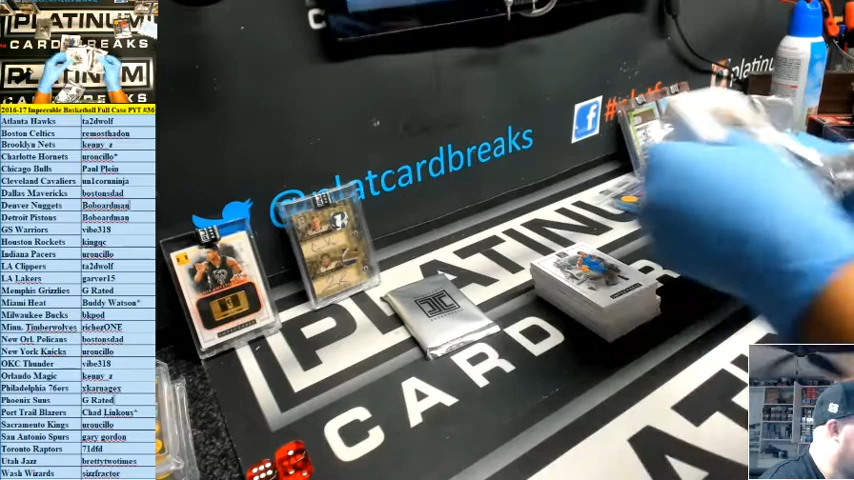 PLATINUM
CARD BREAKS
PLATINUM
2016-17 Impeccable Basketball Full Case PYT #36
Atlanta Hawks ta2dwolf
Boston Celtics remosthadon
Brooklyn Nets kenny_z
Charlotte Hornets uroncillo*
Chicago Bulls Paul Plein
Cleveland Cavaliers un1cornninja
Dallas Mavericks bostonsdad
Denver Nuggets Boboardman
Detroit Pistons Boboardman
GS Warriors vibe318
Houston Rockets kingqc
Indiana Pacers uroncillo
LA Clippers ta2dwolf
LA Lakers garver15
Memphis Grizzlies G Rated
Miami Heat Buddy Watson*
Milwaukee Bucks bkpod
Minn. Timberwolves richezONE
New Orl. Pelicans bostonsdad
New York Knicks uroncillo
OKC Thunder vibe318
Orlando Magic kenny_z
Philadelphia 76ers xkarnagex
Phoenix Suns G Rated
Port Trail Blazers Chad Linkous*
Sacramento Kings uroncillo
San Antonio Spurs gary gordon
Toronto Raptors 71dfd
Utah Jazz brettytwotimes
Wash Wizards sizzfractor
@platcardbreaks
f
PLATINUM
CARD